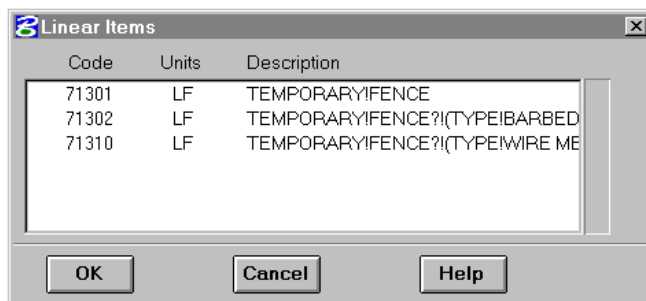 Linear Items
Code Units Description
71301 LF TEMPORARY!FENCE
71302 LF TEMPORARY!FENCE?!(TYPE!BARBED
71310 LF TEMPORARY!FENCE?!(TYPE!WIRE ME
OK Cancel Help